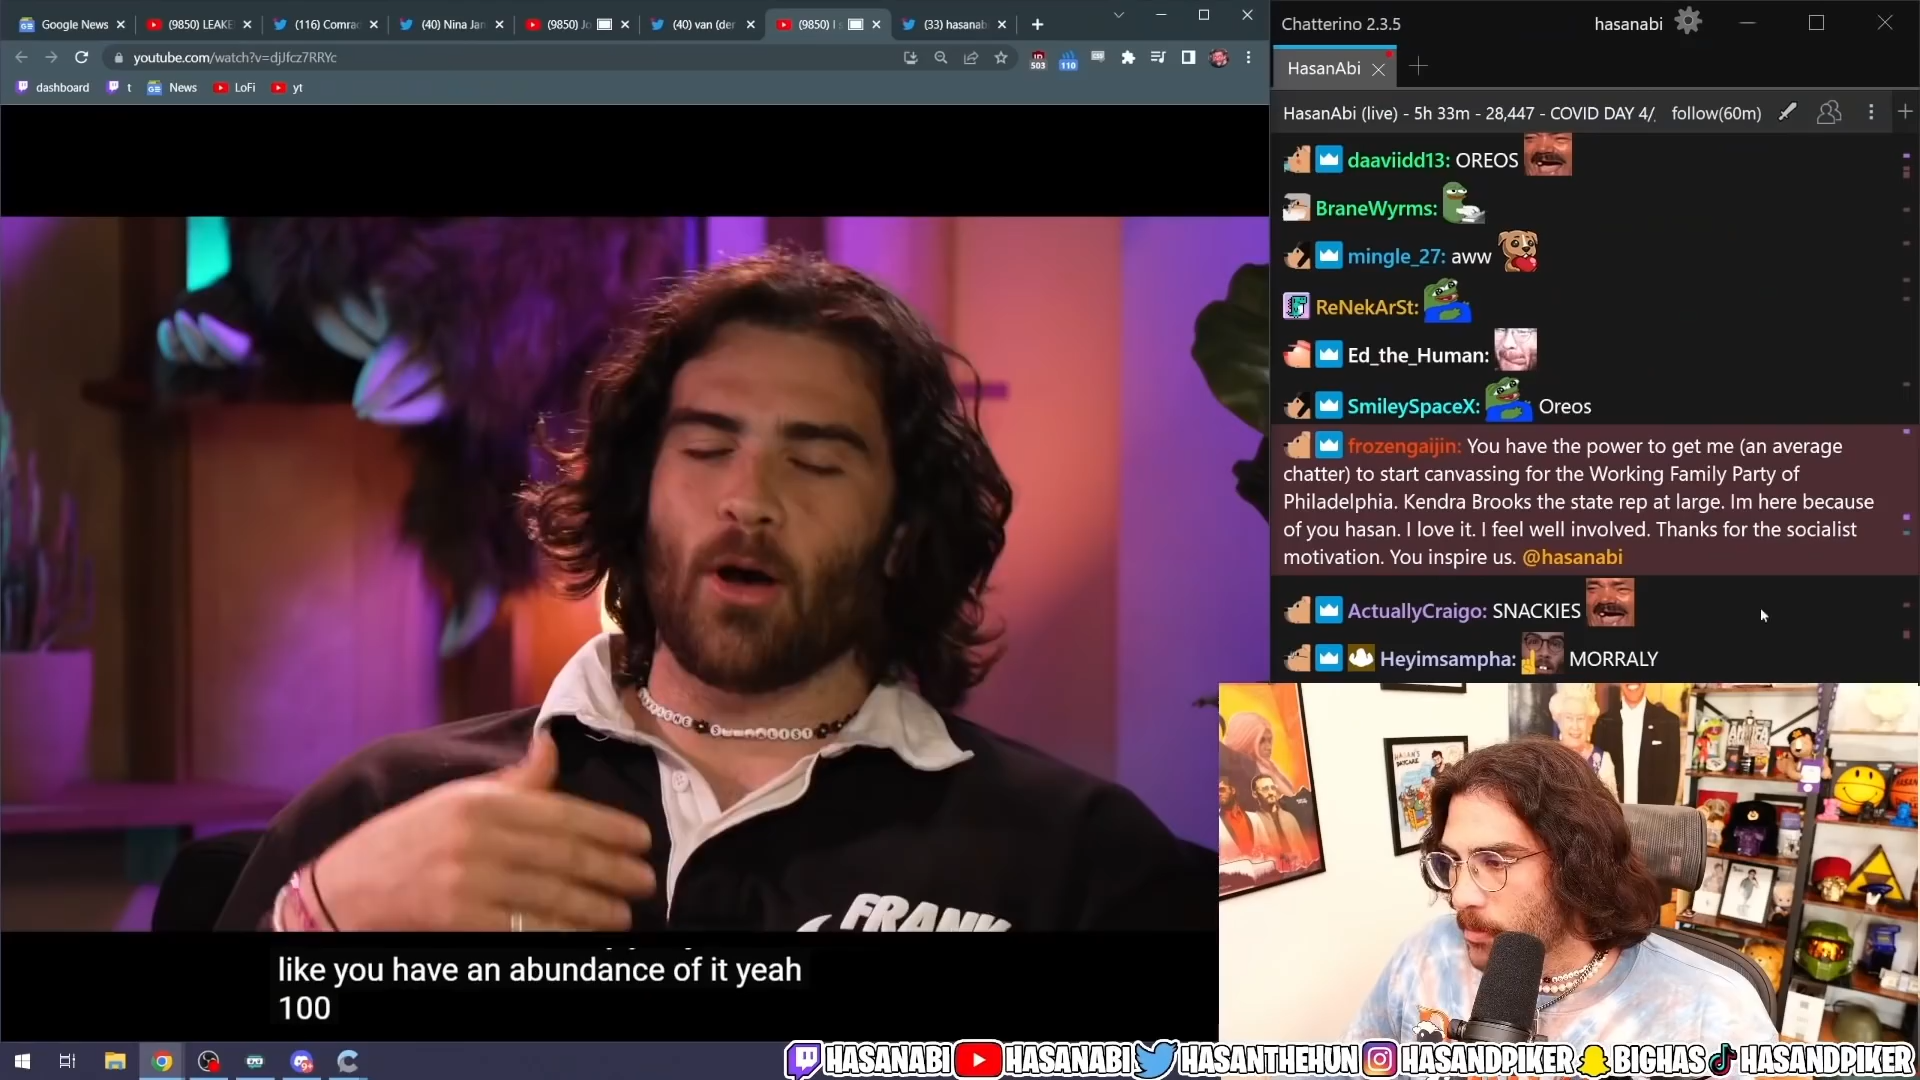 Google News
(9850) LEAKE
(116) Comra
(40) Nina Jan
(9850) Jo
(40) van (der
(9850) I s
(33) hasanab
Chatterino 2.3.5
hasanabi
youtube.com/watch?v=djJfcz7RRYc
503
110
HasanAbi
dashboard
t
News
LoFi
yt
HasanAbi (live) - 5h 33m - 28,447 - COVID DAY 4/
follow(60m)
daaviidd13: OREOS
BraneWyrms:
mingle_27: aww
ReNekArSt:
Ed_the_Human:
SmileySpaceX: Oreos
frozengaijin: You have the power to get me (an average
chatter) to start canvassing for the Working Family Party of
Philadelphia. Kendra Brooks the state rep at large. Im here because
of you hasan. I love it. I feel well involved. Thanks for the socialist
motivation. You inspire us. @hasanabi
ActuallyCraigo: SNACKIES
Heyimsampha: MORRALY
FRANK
like you have an abundance of it yeah
100
HASANABI HASANABI HASANTHEHUN HASANDPIKER BIGHAS HASANDPIKER